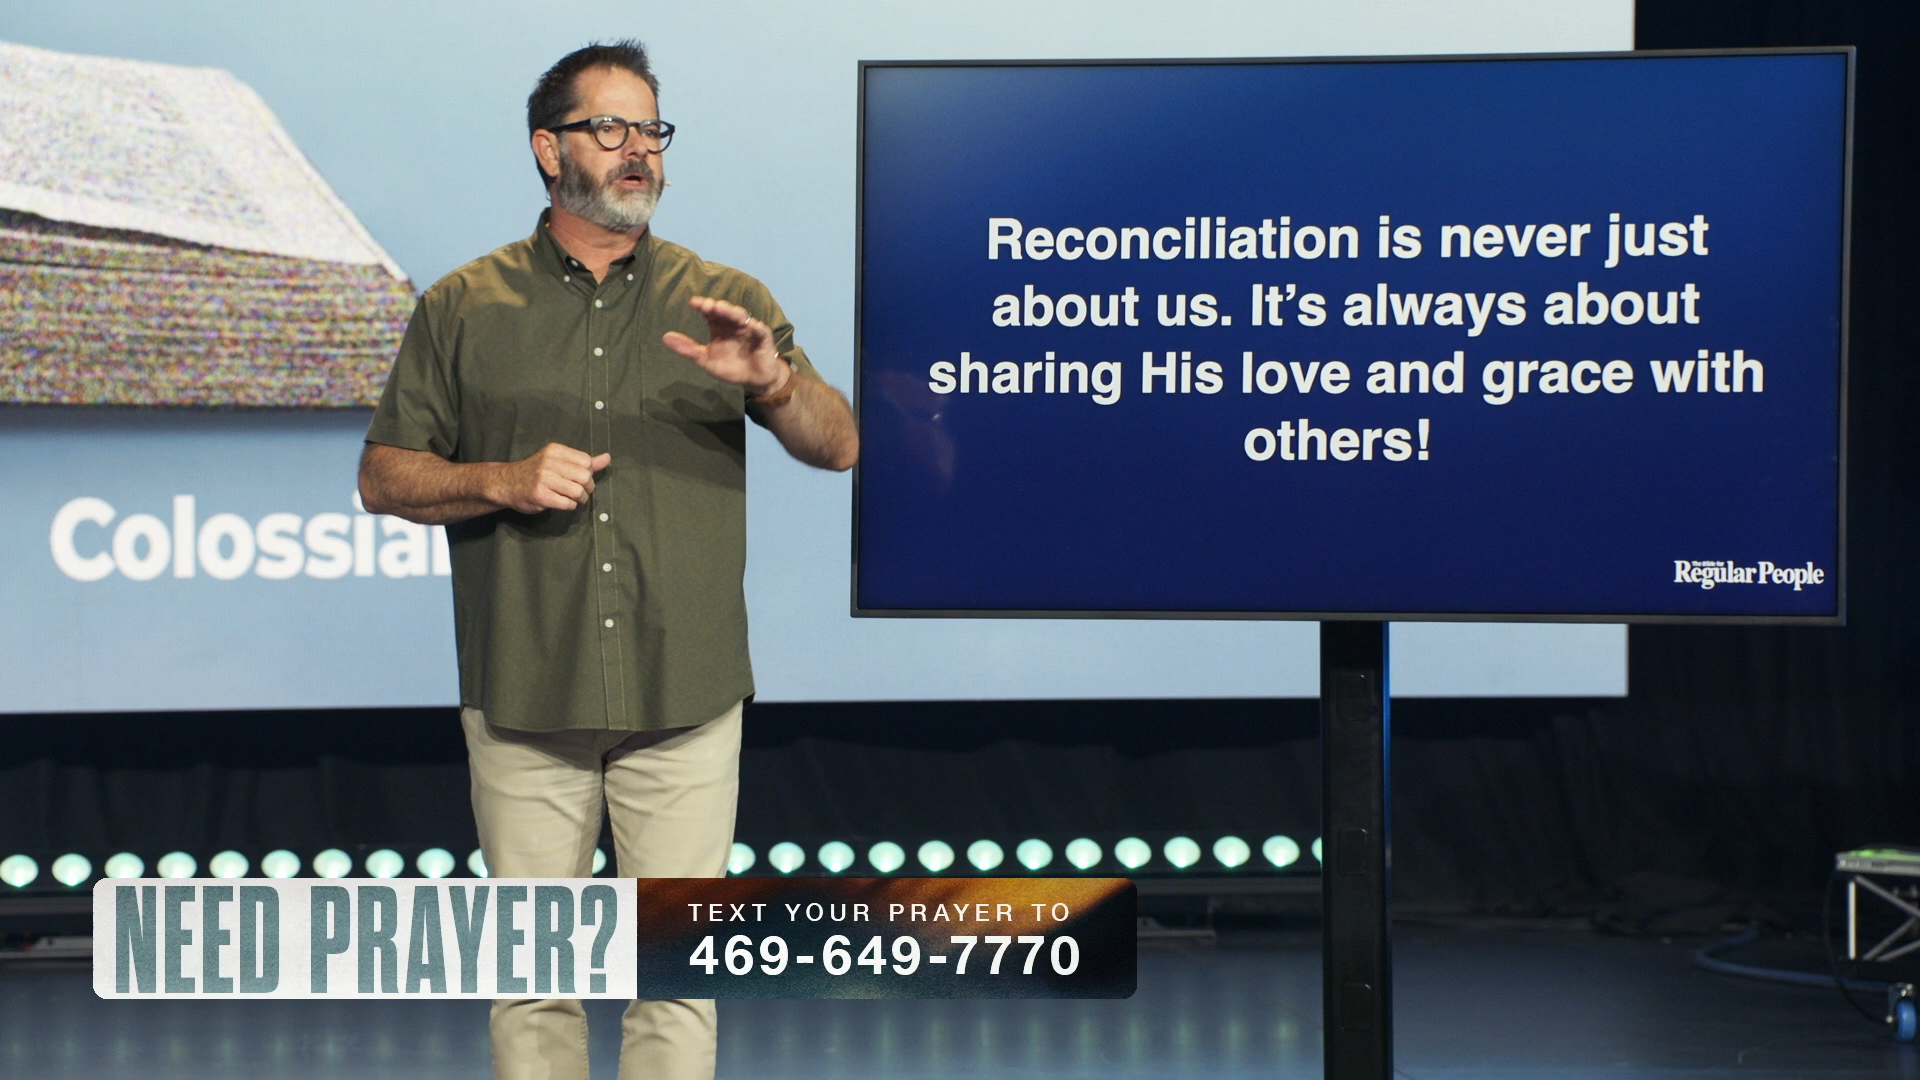 Reconciliation is never just
about us. It's always about
sharing His love and grace with
others!
Regular People
NEED PRAYER?
TEXT YOUR PRAYER TO
469-649-7770